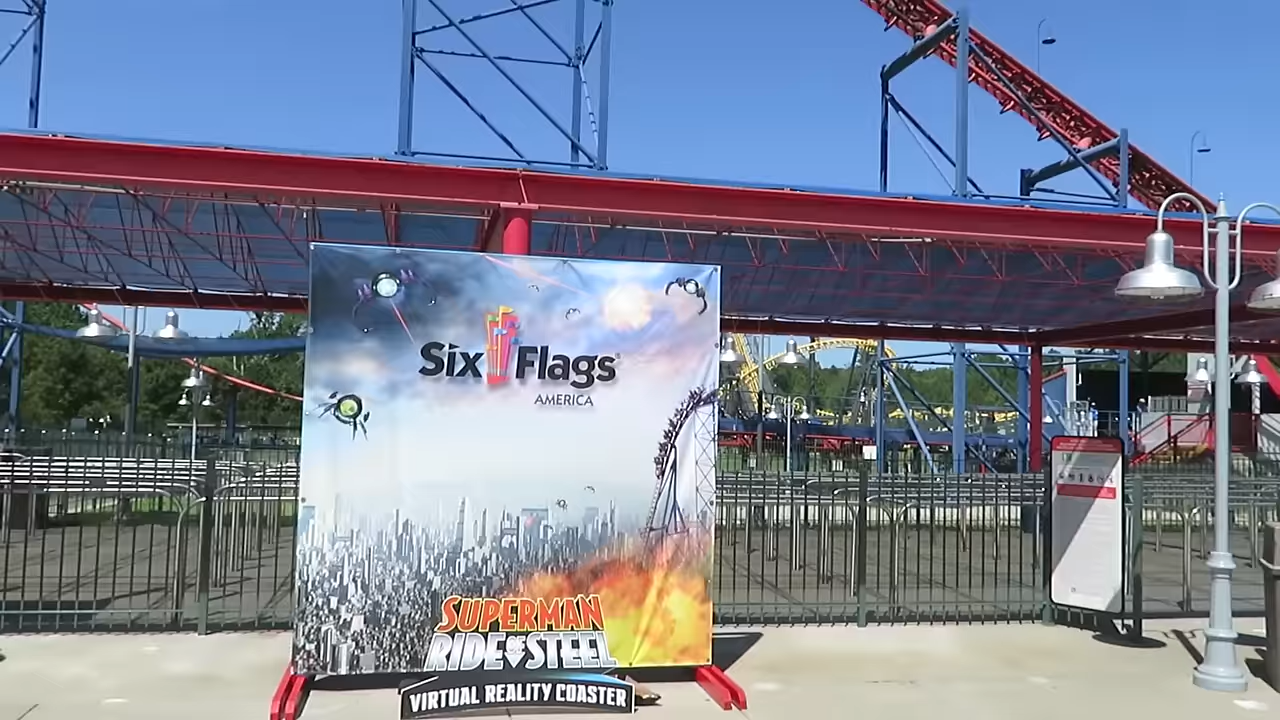 Six Flags
AMERICA
SUPERMAN
RIDE OF STEEL
VIRTUAL REALITY COASTER